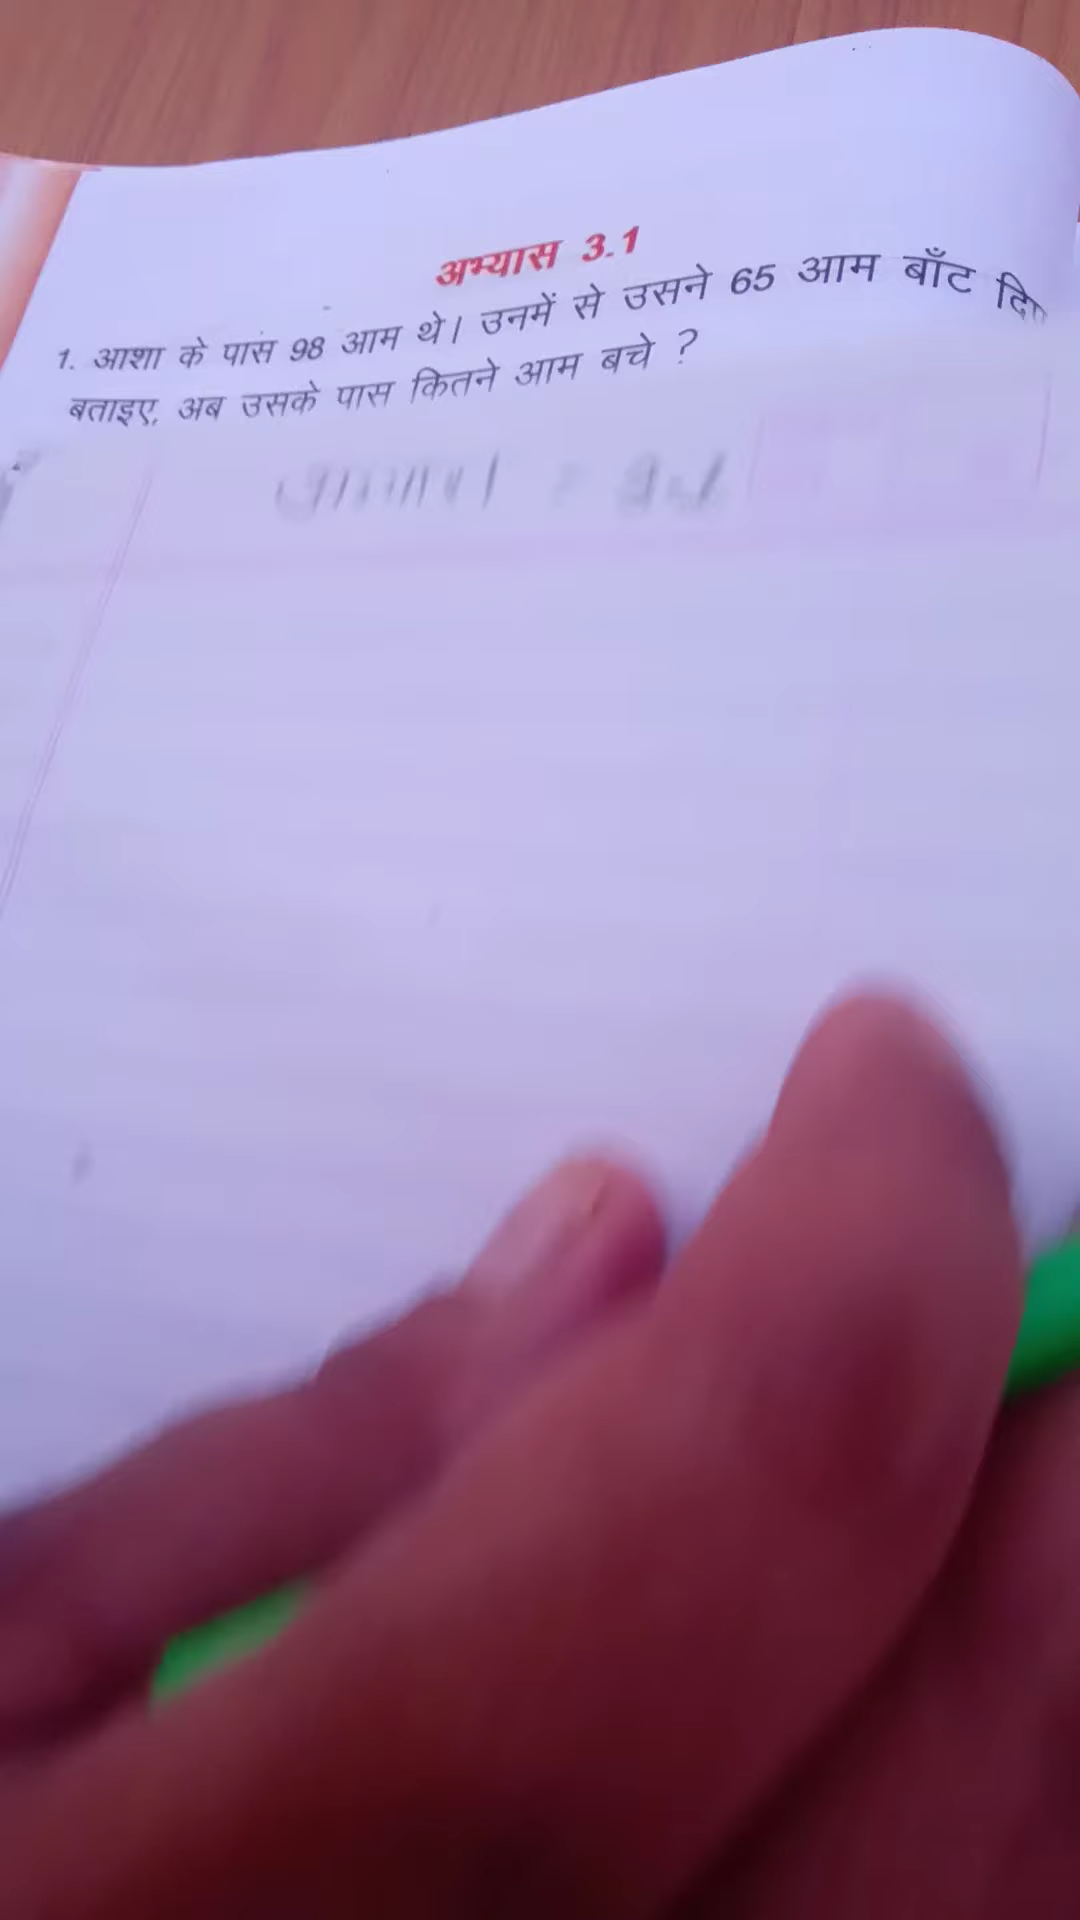 अभ्यास 3.1
1. आशा के पास 98 आम थे। उनमें से उसने 65 आम बाँट
बताइए, अब उसके पास कितने आम बचे ?